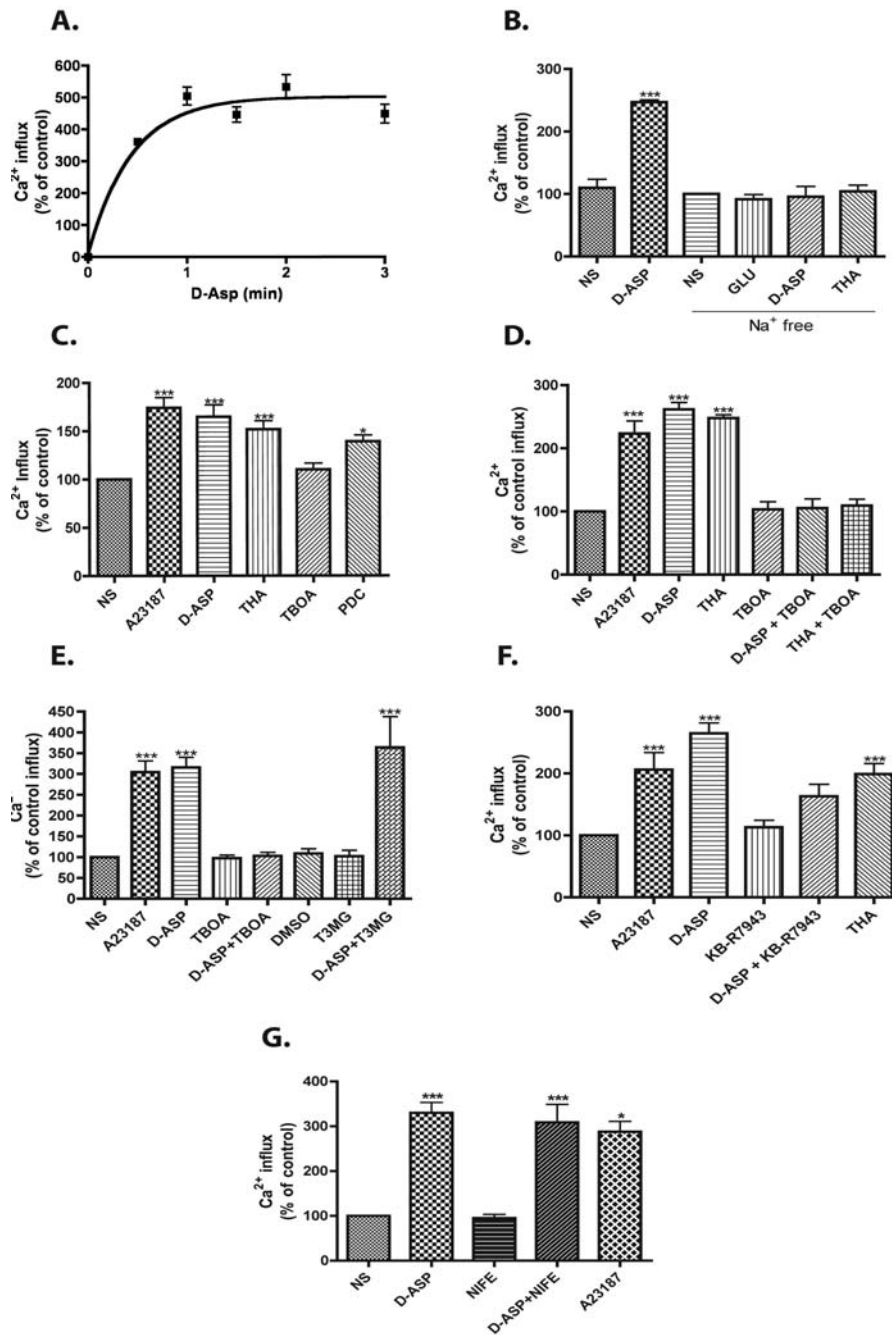 A.
600
500
400
300
200
100
0
Ca2+ influx
(% of control)
0
1
2
3
D-Asp (min)
B.
300
200
100
0
Ca2+ influx
(% of control)
***
NS
D-ASP
NS
GLU
D-ASP
THA
Na+ free
C.
200
150
100
50
0
Ca2+ Influx
(% of control)
***
***
***
*
NS
A23187
D-ASP
THA
TBOA
PDC
D.
300
200
100
0
Ca2+
(% of control influx)
***
***
***
NS
A23187
D-ASP
THA
TBOA
D-ASP + TBOA
THA + TBOA
E.
450
400
350
300
250
200
150
100
50
0
(% of control influx)
***
***
***
NS
A23187
D-ASP
TBOA
D-ASP+TBOA
DMSO
T3MG
D-ASP+T3MG
F.
300
200
100
0
Ca2+ influx
(% of control)
***
***
***
NS
A23187
D-ASP
KB-R7943
D-ASP + KB-R7943
THA
G.
400
300
200
100
0
Ca2+ influx
(% of control)
***
***
*
NS
D-ASP
NIFE
D-ASP+NIFE
A23187